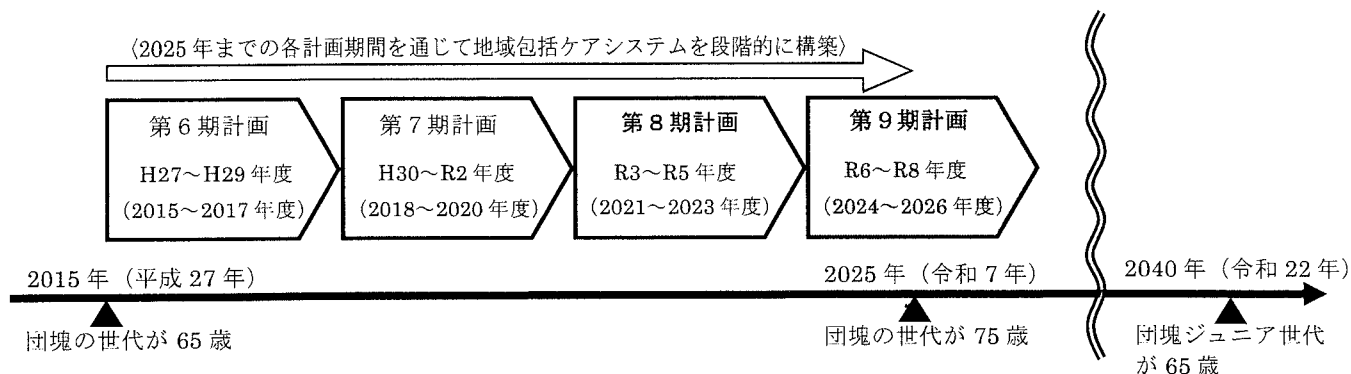 〈2025年までの各計画期間を通じて地域包括ケアシステムを段階的に構築〉
第6期計画
H27～H29年度
(2015～2017年度)
第7期計画
H30～R2年度
(2018～2020年度)
第8期計画
R3～R5年度
(2021～2023年度)
第9期計画
R6～R8年度
(2024～2026年度)
2015年（平成27年）
2025年（令和7年）
2040年（令和22年）
団塊の世代が65歳
団塊の世代が75歳
団塊ジュニア世代
が65歳